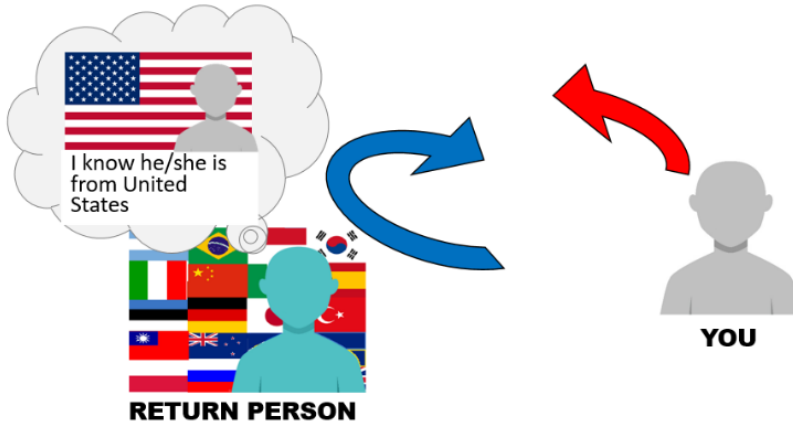 I know he/she is
from United
States
YOU
RETURN PERSON